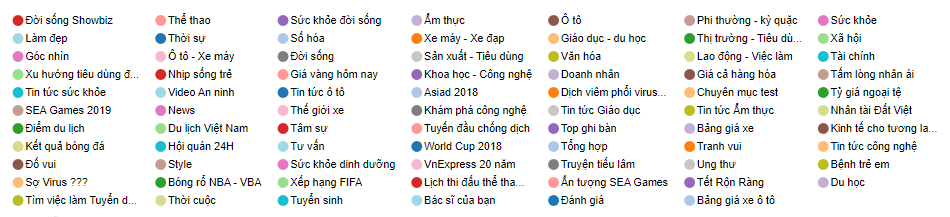 Đời sống Showbiz Thể thao Sức khỏe đời sống Ẩm thực Ô tô Phi thường - kỳ quặc Sức khỏe
Làm đẹp Thời sự Số hóa Xe máy - Xe đạp Giáo dục - du học Thị trường - Tiêu dù... Xã hội
Góc nhìn Ô tô - Xe máy Đời sống Sản xuất - Tiêu dùng Văn hóa Lao động - Việc làm Tài chính
Xu hướng tiêu dùng đ... Nhịp sống trẻ Giá vàng hôm nay Khoa học - Công nghệ Doanh nhân Giá cả hàng hóa Tấm lòng nhân ái
Tin tức sức khỏe Video An ninh Tin tức ô tô Asiad 2018 Dịch viêm phổi virus... Chuyên mục test Tỷ giá ngoại tệ
SEA Games 2019 News Thế giới xe Khám phá công nghệ Tin tức Giáo dục Tin tức Ẩm thực Nhân tài Đất Việt
Điểm du lịch Du lịch Việt Nam Tâm sự Tuyến đầu chống dịch Top ghi bàn Bảng giá xe Kinh tế cho tương la...
Kết quả bóng đá Hội quán 24H Tư vấn World Cup 2018 Tổng hợp Tranh vui Tin tức công nghệ
Đố vui Style Sức khỏe dinh dưỡng VnExpress 20 năm Truyện tiếu lâm Ung thư Bệnh trẻ em
Sợ Virus ??? Bóng rổ NBA - VBA Xếp hạng FIFA Lịch thi đấu thể tha... Ấn tượng SEA Games Tết Rộn Ràng Du học
Tìm việc làm Tuyển d... Thời cuộc Tuyển sinh Bác sĩ của bạn Đánh giá Bảng giá xe ô tô